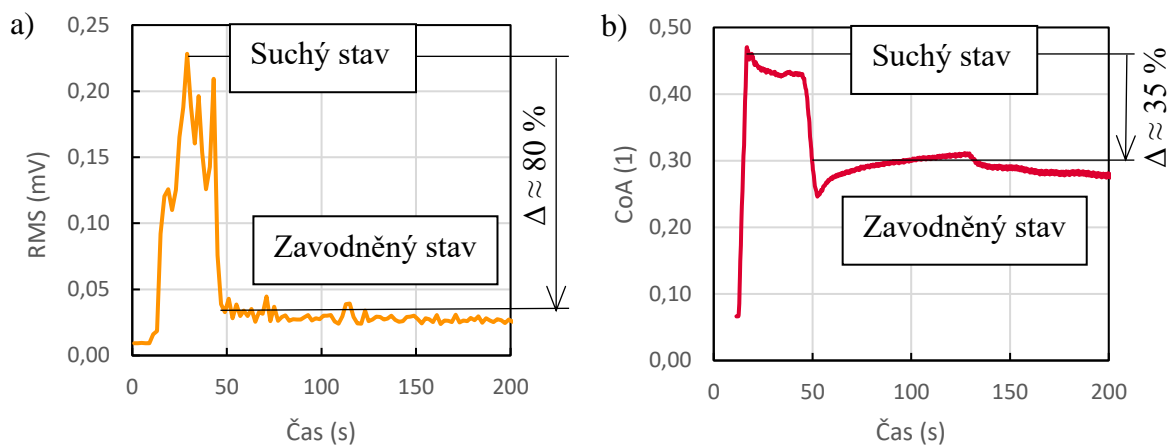 a)
RMS (mV)
0,25
0,20
0,15
0,10
0,05
0,00
0
50
100
150
200
Čas (s)
Suchý stav
Zavodněný stav
Δ ≈ 80 %
b)
CoA (1)
0,50
0,40
0,30
0,20
0,10
0,00
0
50
100
150
200
Čas (s)
Suchý stav
Zavodněný stav
Δ ≈ 35 %